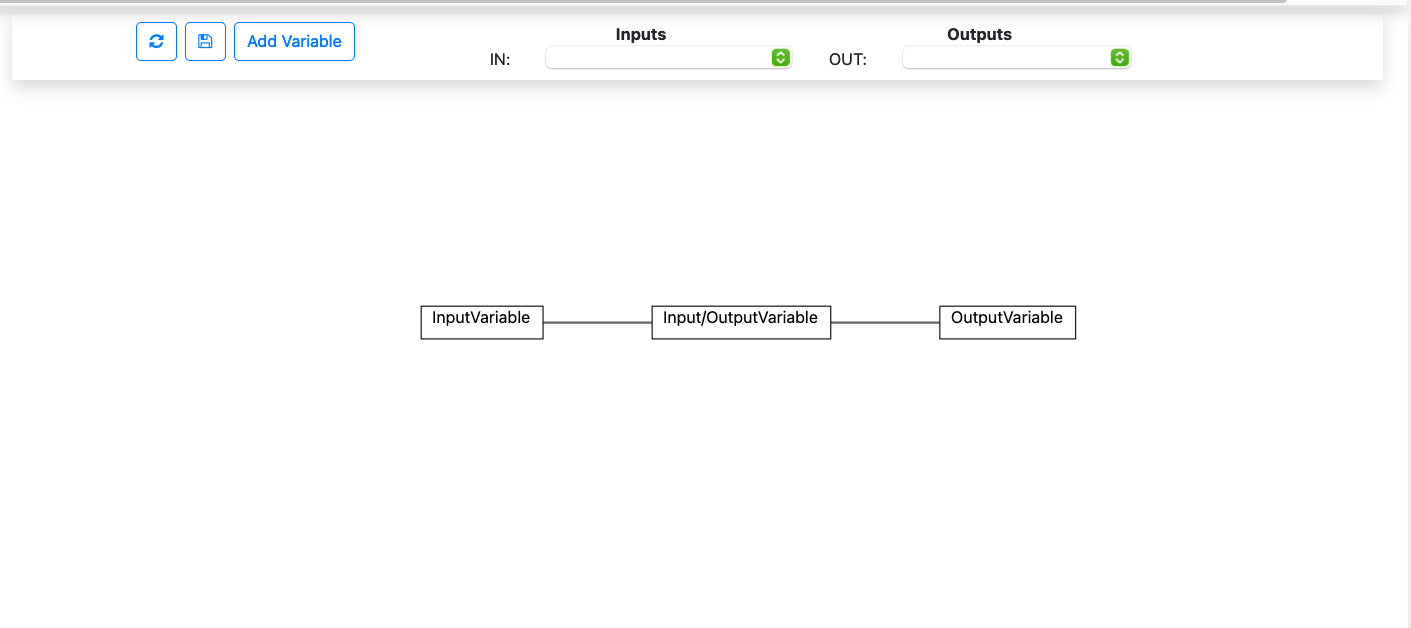 Add Variable
Inputs
Outputs
IN:
OUT:
InputVariable
Input/OutputVariable
OutputVariable